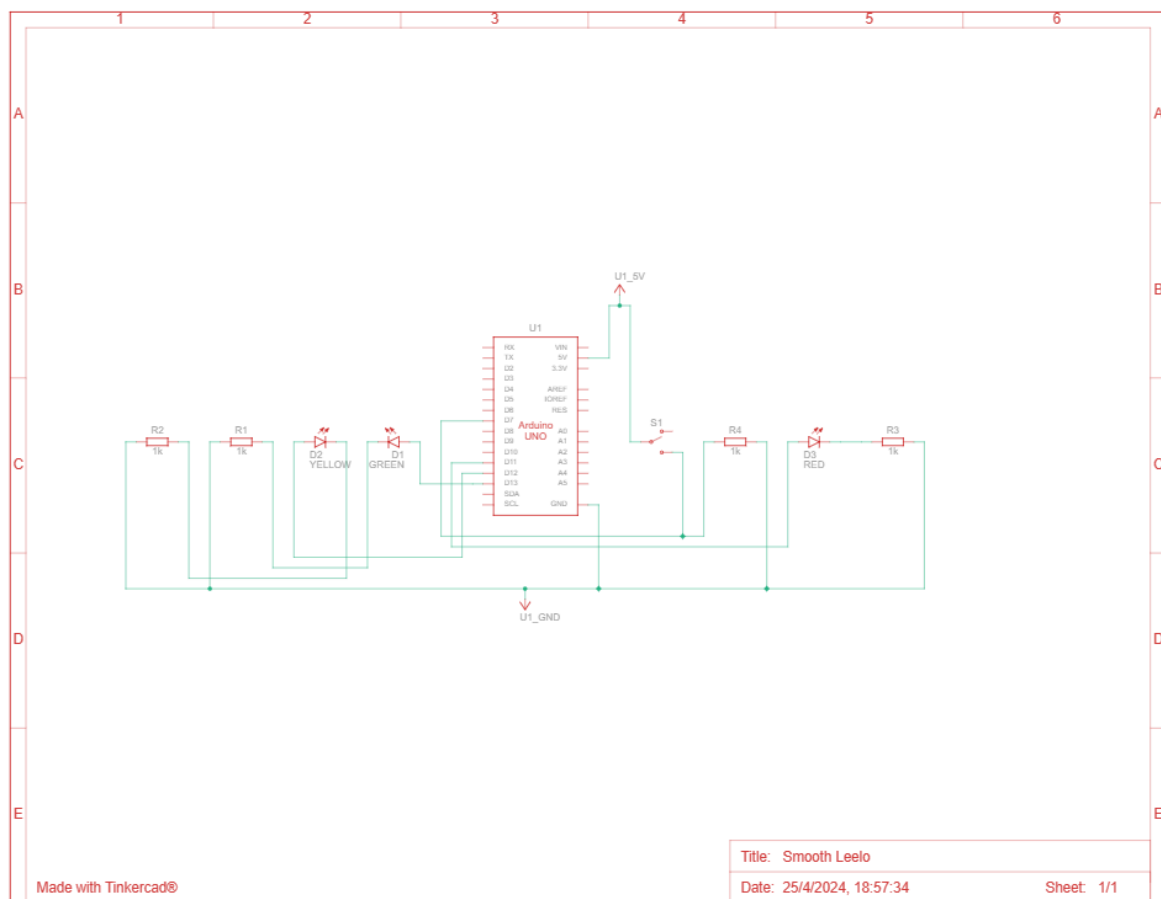 1 2 3 4 5 6
A A
B B
C C
D D
E E
U1_5V
U1
RX VIN
TX 5V
D2 3.3V
D3
D4 AREF
D5 IOREF
D6 RES
D7
Arduino
UNO
D8 A0
D9 A1
D10 A2
D11 A3
D12 A4
D13 A5
SDA
SCL GND
R2
1k
R1
1k
D2
YELLOW
D1
GREEN
S1
R4
1k
D3
RED
R3
1k
U1_GND
Title: Smooth Leelo
Made with Tinkercad®
Date: 25/4/2024, 18:57:34 Sheet: 1/1